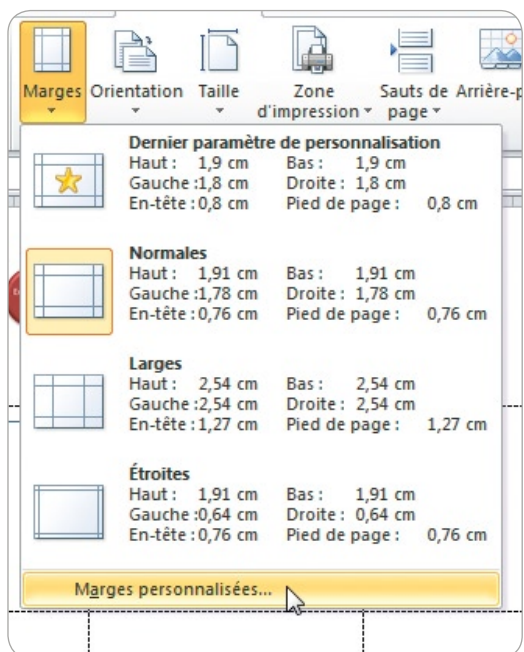 Marges Orientation Taille Zone d'impression Sauts de page
Dernier paramètre de personnalisation
Haut : 1,9 cm Bas : 1,9 cm
Gauche :1,8 cm Droite : 1,8 cm
En-tête :0,8 cm Pied de page : 0,8 cm
Normales
Haut : 1,91 cm Bas : 1,91 cm
Gauche :1,78 cm Droite : 1,78 cm
En-tête :0,76 cm Pied de page : 0,76 cm
Larges
Haut : 2,54 cm Bas : 2,54 cm
Gauche :2,54 cm Droite : 2,54 cm
En-tête :1,27 cm Pied de page : 1,27 cm
Étroites
Haut : 1,91 cm Bas : 1,91 cm
Gauche :0,64 cm Droite : 0,64 cm
En-tête :0,76 cm Pied de page : 0,76 cm
Marges personnalisées...